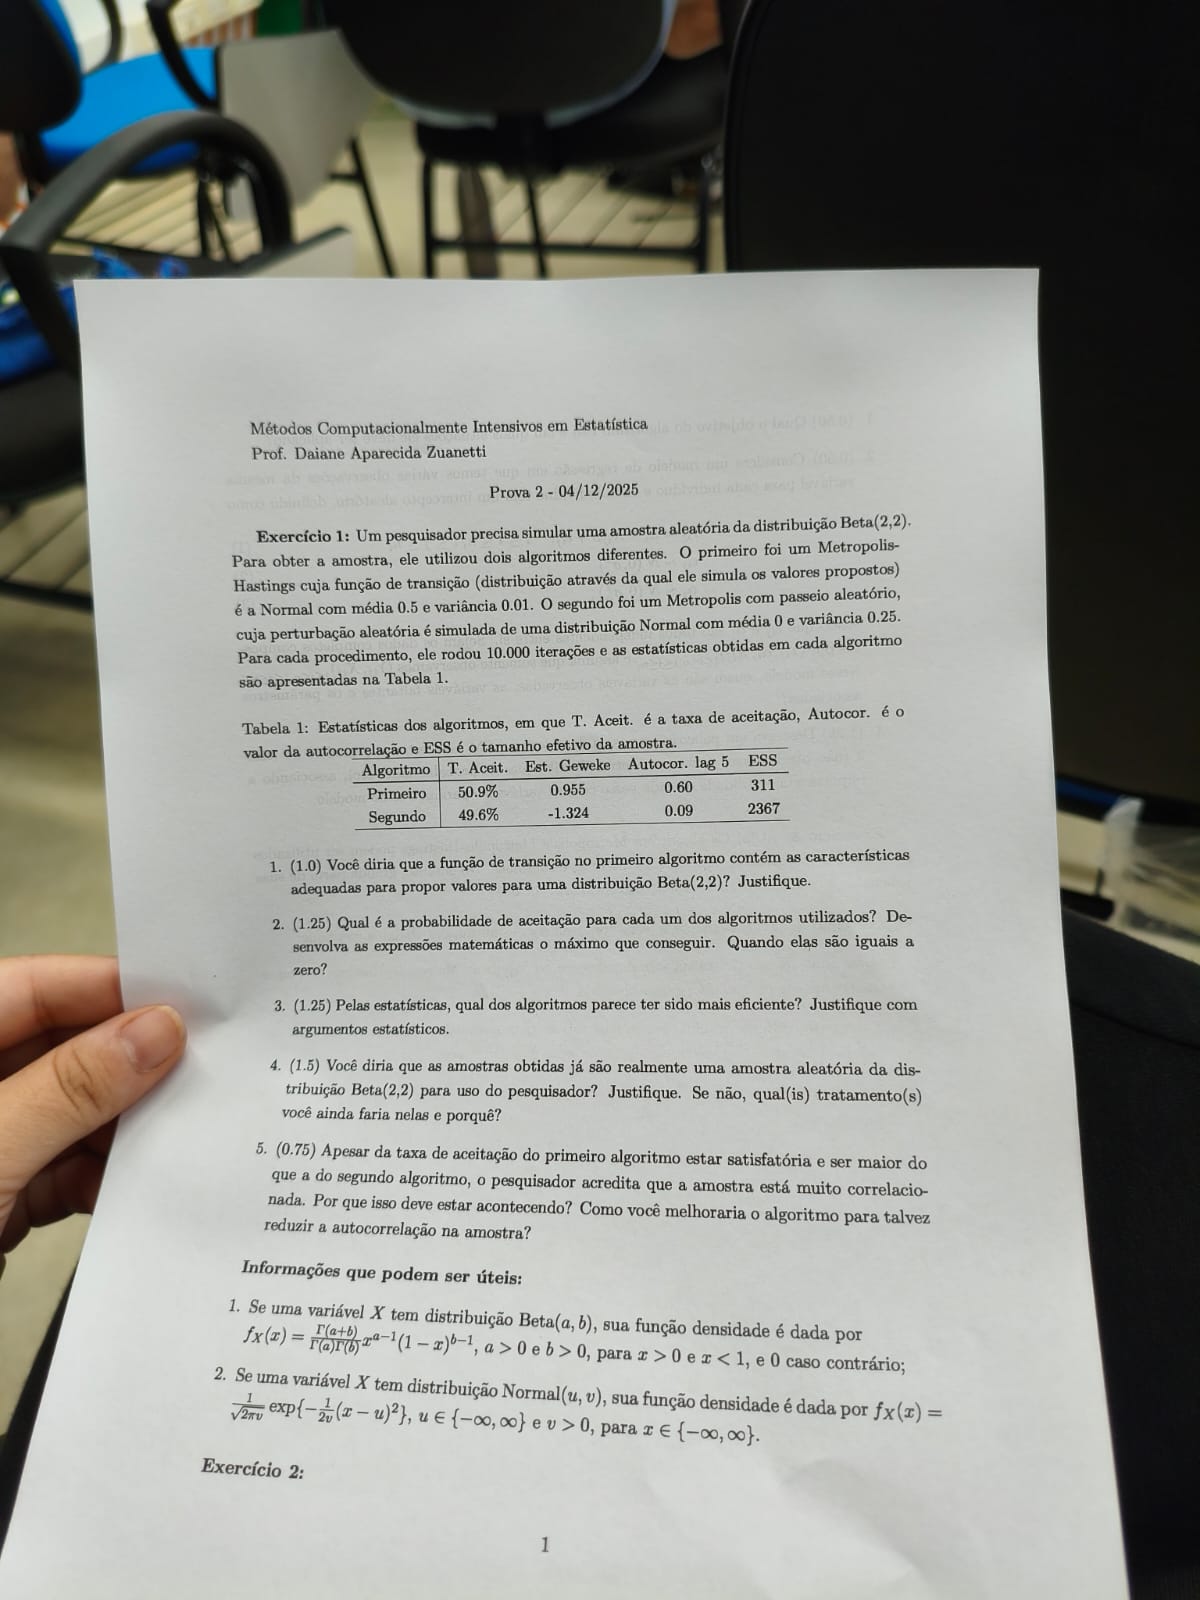 Métodos Computacionalmente Intensivos em Estatística
Prof. Daiane Aparecida Zuanetti
Prova 2 - 04/12/2025
Exercício 1: Um pesquisador precisa simular uma amostra aleatória da distribuição Beta(2,2).
Para obter a amostra, ele utilizou dois algoritmos diferentes. O primeiro foi um Metropolis-
Hastings cuja função de transição (distribuição através da qual ele simula os valores propostos)
é a Normal com média 0.5 e variância 0.01. O segundo foi um Metropolis com passeio aleatório,
cuja perturbação aleatória é simulada de uma distribuição Normal com média 0 e variância 0.25.
Para cada procedimento, ele rodou 10.000 iterações e as estatísticas obtidas em cada algoritmo
são apresentadas na Tabela 1.
Tabela 1: Estatísticas dos algoritmos, em que T. Aceit. é a taxa de aceitação, Autocor. é o
valor da autocorrelação e ESS é o tamanho efetivo da amostra.
Algoritmo T. Aceit. Est. Geweke Autocor. lag 5 ESS
Primeiro 50.9% 0.955 0.60 311
Segundo 49.6% -1.324 0.09 2367
1. (1.0) Você diria que a função de transição no primeiro algoritmo contém as características
adequadas para propor valores para uma distribuição Beta(2,2)? Justifique.
2. (1.25) Qual é a probabilidade de aceitação para cada um dos algoritmos utilizados? De-
senvolva as expressões matemáticas o máximo que conseguir. Quando elas são iguais a
zero?
3. (1.25) Pelas estatísticas, qual dos algoritmos parece ter sido mais eficiente? Justifique com
argumentos estatísticos.
4. (1.5) Você diria que as amostras obtidas já são realmente uma amostra aleatória da dis-
tribuição Beta(2,2) para uso do pesquisador? Justifique. Se não, qual(is) tratamento(s)
você ainda faria nelas e porquê?
5. (0.75) Apesar da taxa de aceitação do primeiro algoritmo estar satisfatória e ser maior do
que a do segundo algoritmo, o pesquisador acredita que a amostra está muito correlacio-
nada. Por que isso deve estar acontecendo? Como você melhoraria o algoritmo para talvez
reduzir a autocorrelação na amostra?
Informações que podem ser úteis:
1. Se uma variável X tem distribuição Beta(a, b), sua função densidade é dada por
fX(x) = Γ(a+b)/Γ(a)Γ(b) x^{a−1}(1 − x)^{b−1}, a > 0 e b > 0, para x > 0 e x < 1, e 0 caso contrário;
2. Se uma variável X tem distribuição Normal(u, v), sua função densidade é dada por fX(x) =
1/√2πv exp{−1/2v (x − u)²}, u ∈ {−∞, ∞} e v > 0, para x ∈ {−∞, ∞}.
Exercício 2:
1